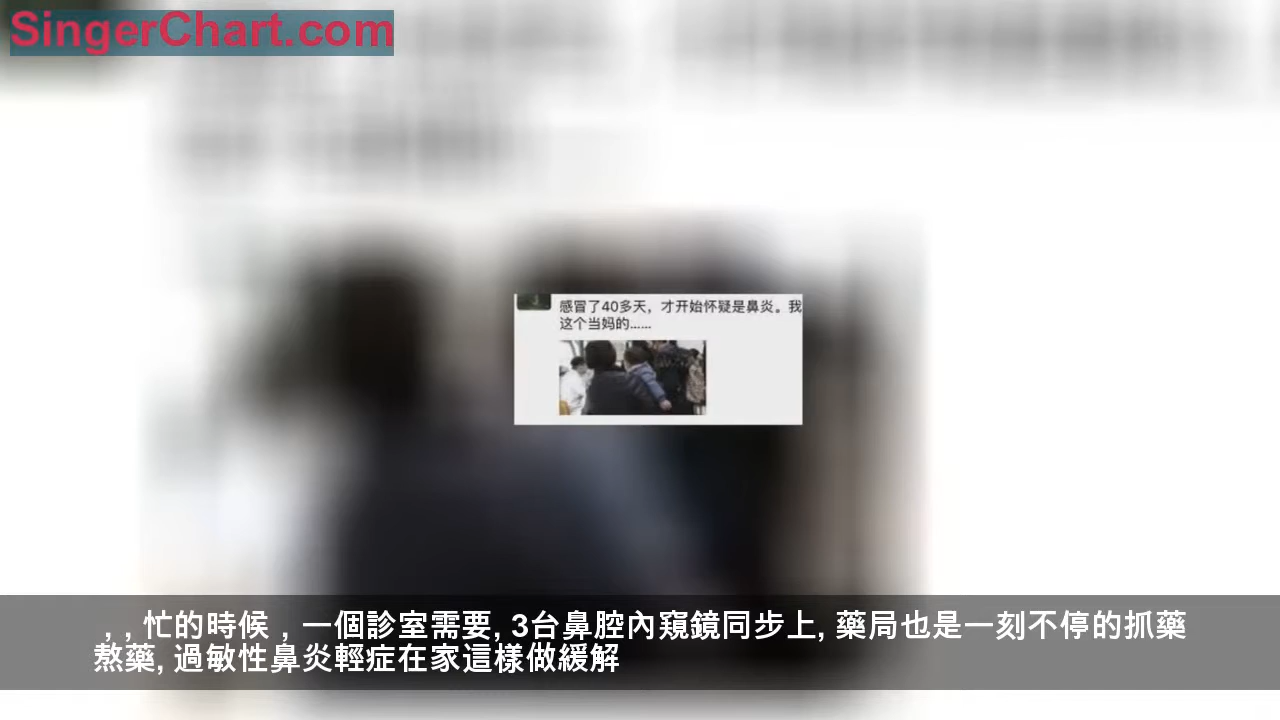 SingerChart.com
感冒了40多天，才开始怀疑是鼻炎。我
这个当妈的……
, , 忙的時候，一個診室需要, 3台鼻腔內窺鏡同步上, 藥局也是一刻不停的抓藥
熬藥, 過敏性鼻炎輕症在家這樣做緩解